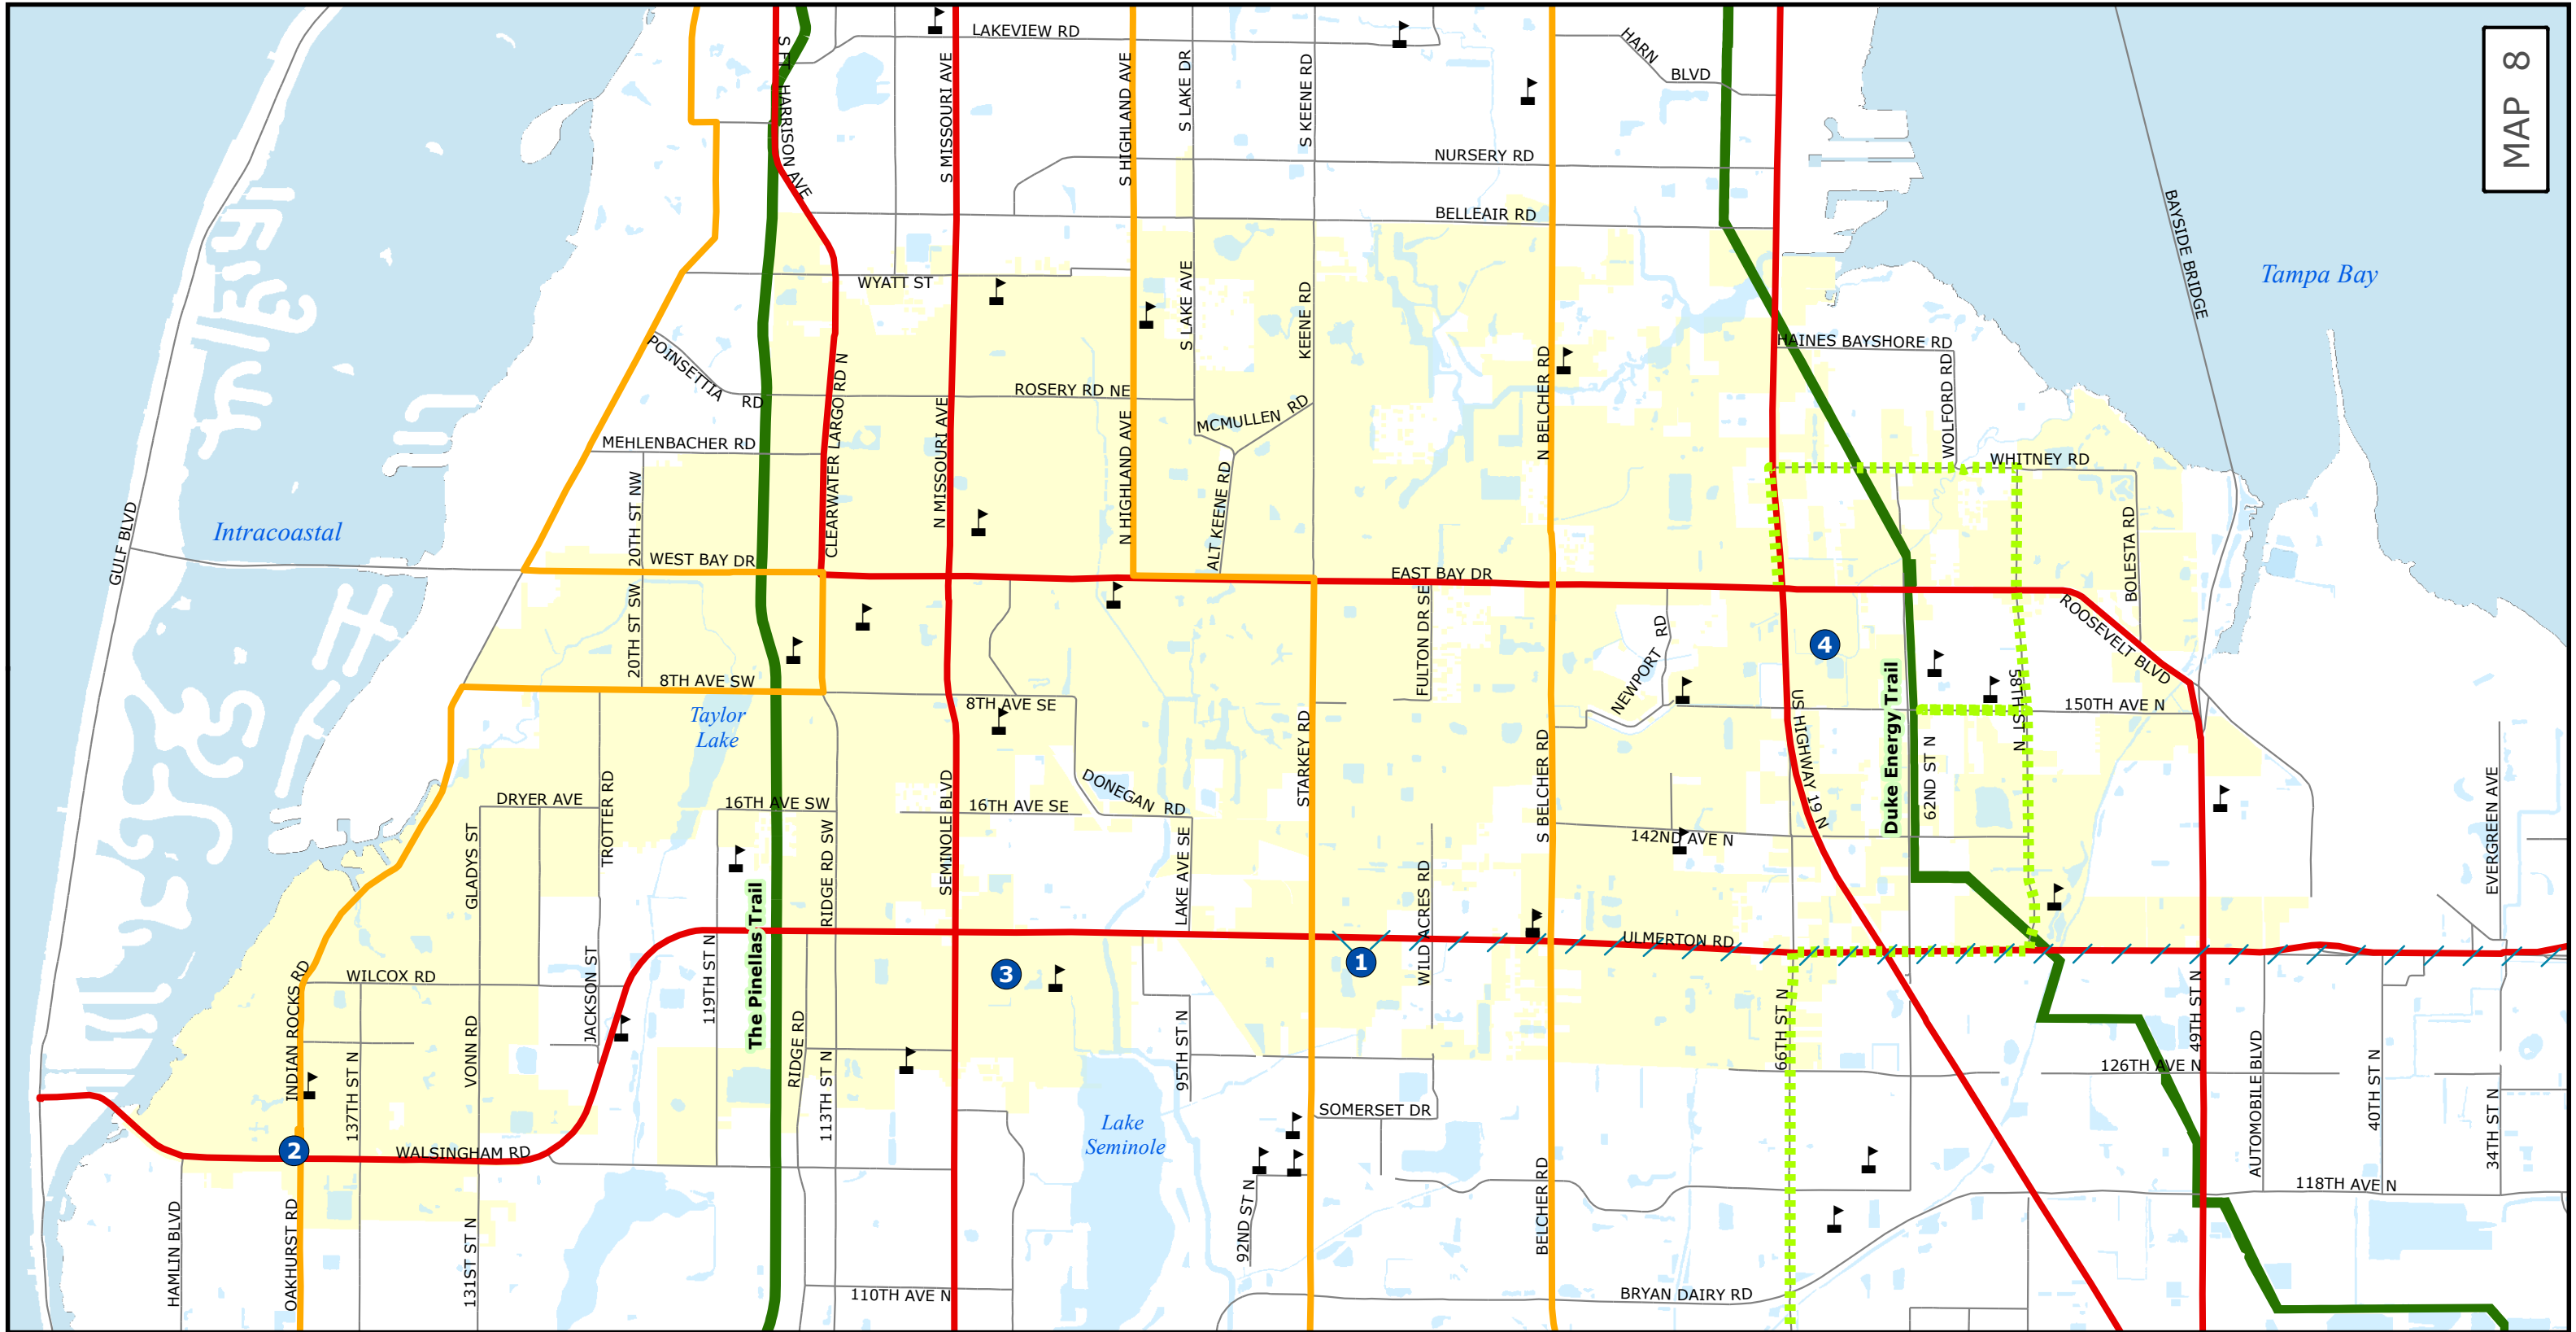 MAP 8
LAKEVIEW RD
HARN
BLVD
S FT HARRISON AVE
S MISSOURI AVE
S HIGHLAND AVE
S LAKE DR
S KEENE RD
NURSERY RD
BELLEAIR RD
BAYSIDE BRIDGE
Tampa Bay
WYATT ST
S LAKE AVE
KEENE RD
HAINES BAYSHORE RD
POINSETTIA
RD
ROSERY RD NE
CLEARWATER LARGO RD N
N MISSOURI AVE
N HIGHLAND AVE
MCMULLEN RD
N BELCHER RD
WOLFORD RD
MEHLENBACHER RD
WHITNEY RD
ALT KEENE RD
20TH ST NW
BOLESTA RD
GULF BLVD
Intracoastal
WEST BAY DR
EAST BAY DR
20TH ST SW
FULTON DR SE
NEWPORT RD
ROOSEVELT BLVD
4
8TH AVE SW
8TH AVE SE
Taylor
Lake
58TH ST N
150TH AVE N
US HIGHWAY 19 N
Duke Energy Trail
62ND ST N
STARKEY RD
S BELCHER RD
SEMINOLE BLVD
DONEGAN RD
DRYER AVE
TROTTER RD
16TH AVE SW
16TH AVE SE
GLADYS ST
RIDGE RD SW
LAKE AVE SE
WILD ACRES RD
142ND AVE N
EVERGREEN AVE
The Pinellas Trail
119TH ST N
JACKSON ST
ULMERTON RD
1
3
WILCOX RD
INDIAN ROCKS RD
49TH ST N
66TH ST N
VONN RD
137TH ST N
RIDGE RD
113TH ST N
95TH ST N
126TH AVE N
AUTOMOBILE BLVD
40TH ST N
34TH ST N
SOMERSET DR
Lake
Seminole
2
WALSINGHAM RD
HAMLIN BLVD
OAKHURST RD
131ST ST N
92ND ST N
BELCHER RD
118TH AVE N
110TH AVE N
BRYAN DAIRY RD